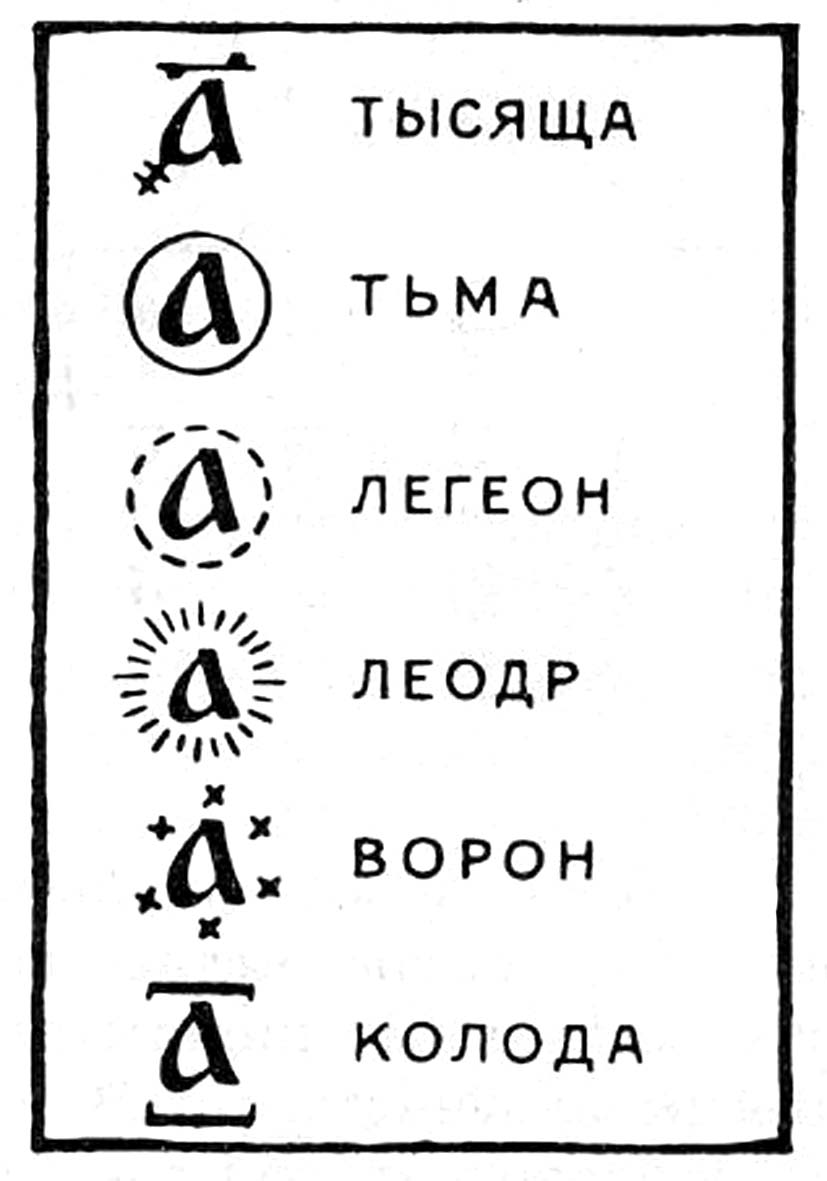 а ТЫСЯЩА
а ТЬМА
а ЛЕГЕОН
а ЛЕОДР
а ВОРОН
а КОЛОДА